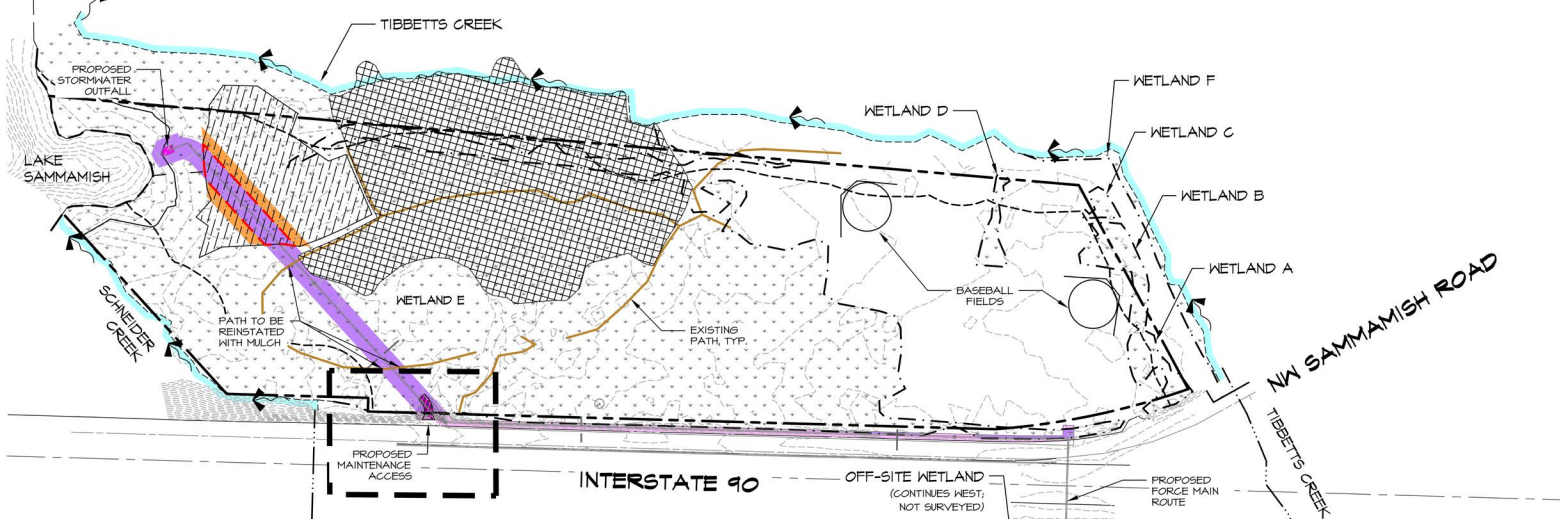 TIBBETTS CREEK
PROPOSED
STORMWATER
OUTFALL
WETLAND F
WETLAND D
WETLAND C
LAKE
SAMMAMISH
WETLAND B
WETLAND A
SCHNEIDER
CREEK
WETLAND E
BASEBALL
FIELDS
PATH TO BE
REINSTATED
WITH MULCH
EXISTING
PATH, TYP.
NW SAMMAMISH ROAD
PROPOSED
MAINTENANCE
ACCESS
INTERSTATE 90
OFF-SITE WETLAND
(CONTINUES WEST;
NOT SURVEYED)
PROPOSED
FORCE MAIN
ROUTE
TIBBETTS CREEK